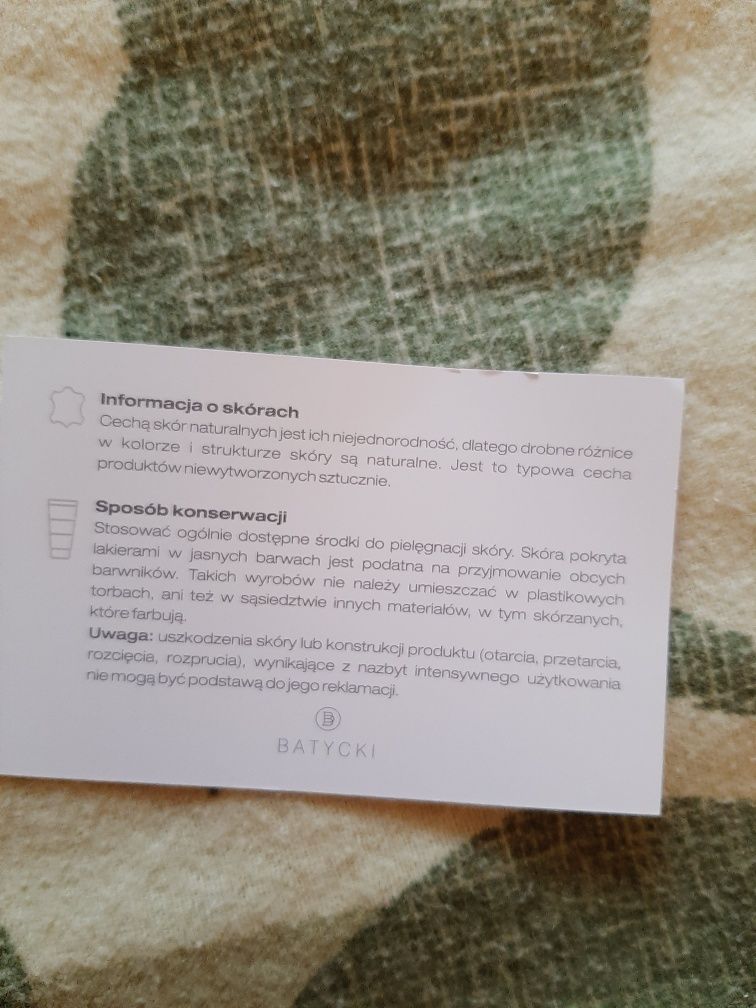 Informacja o skórach
Cechą skór naturalnych jest ich niejednorodność, dlatego drobne różnice
w kolorze i strukturze skóry są naturalne. Jest to typowa cecha
produktów niewytworzonych sztucznie.
Sposób konserwacji
Stosować ogólnie dostępne środki do pielęgnacji skóry. Skóra pokryta
lakierami w jasnych barwach jest podatna na przyjmowanie obcych
barwników. Takich wyrobów nie należy umieszczać w plastikowych
torbach, ani też w sąsiedztwie innych materiałów, w tym skórzanych,
które farbują.
Uwaga: uszkodzenia skóry lub konstrukcji produktu (otarcia, przetarcia,
rozcięcia, rozprucia), wynikające z nazbyt intensywnego użytkowania
nie mogą być podstawą do jego reklamacji.
B
BATYCKI